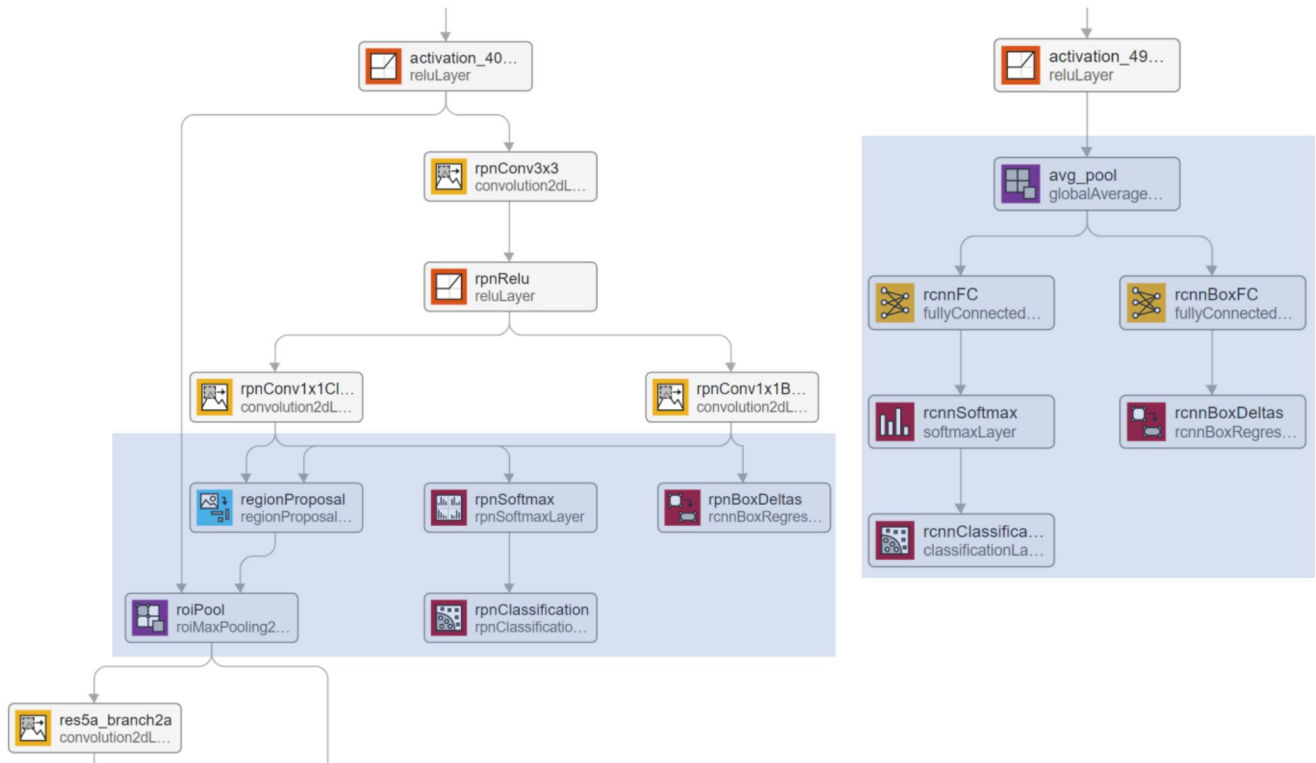 activation_40...
reluLayer
activation_49...
reluLayer
rpnConv3x3
convolution2dL...
avg_pool
globalAverage...
rpnRelu
reluLayer
rcnnFC
fullyConnected...
rcnnBoxFC
fullyConnected...
rpnConv1x1Cl...
convolution2dL...
rpnConv1x1B...
convolution2dL...
rcnnSoftmax
softmaxLayer
rcnnBoxDeltas
rcnnBoxRegres...
regionProposal
regionProposal...
rpnSoftmax
rpnSoftmaxLayer
rpnBoxDeltas
rcnnBoxRegres...
rcnnClassifica...
classificationLa...
roiPool
roiMaxPooling2...
rpnClassification
rpnClassificatio...
res5a_branch2a
convolution2dL...